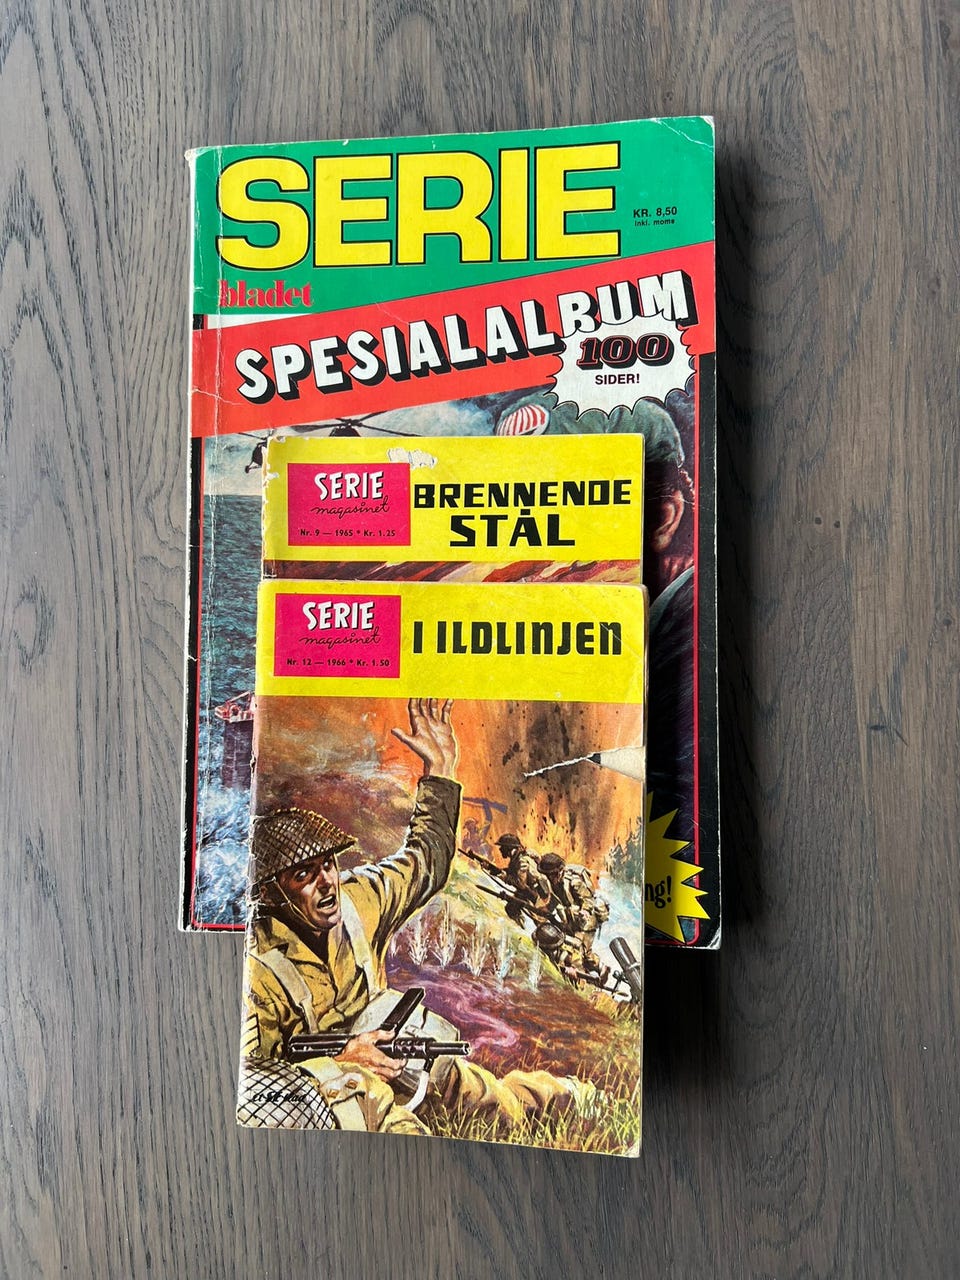 SERIE
KR. 8,50
inkl. moms
bladet
SPESIALALBUM
100
SIDER!
SERIE
magasinet
Nr. 9 — 1965 * Kr. 1.25
BRENNENDE
STÅL
SERIE
magasinet
Nr. 12 — 1966 * Kr. 1.50
I ILDLINJEN
ng!